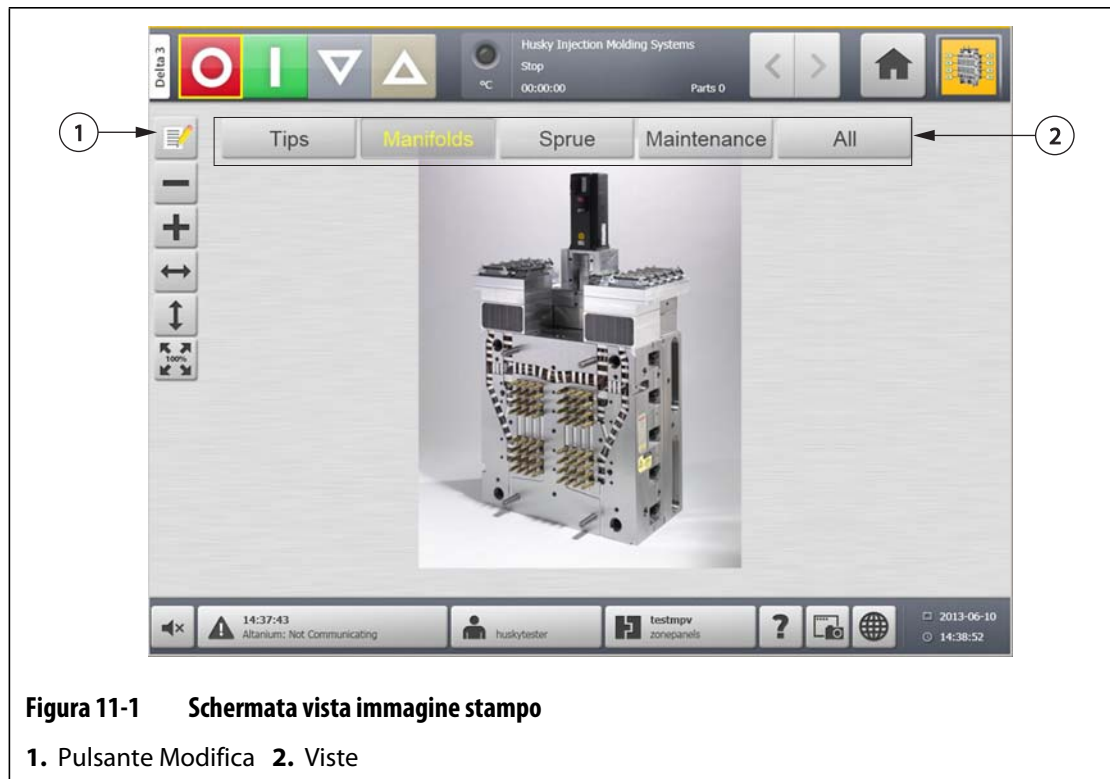 Delta 3
Husky Injection Molding Systems
Stop
°C
00:00:00
Parts 0
1
Tips
Manifolds
Sprue
Maintenance
All
2
100%
14:37:43
Altanium: Not Communicating
huskytester
testmpv
zonepanels
?
2013-06-10
14:38:52
Figura 11-1 Schermata vista immagine stampo
1. Pulsante Modifica 2. Viste